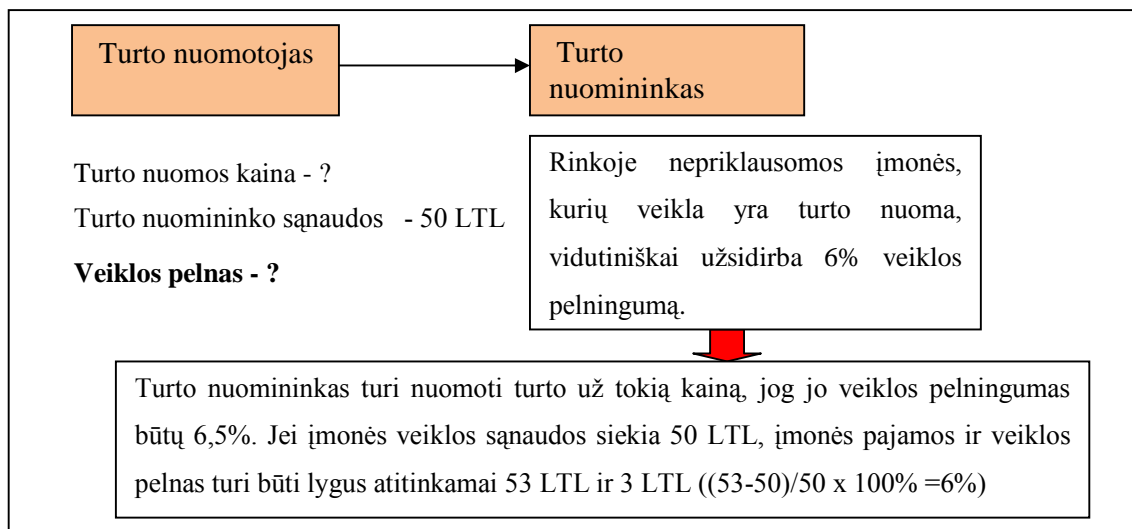 Turto nuomotojas
Turto
nuomininkas
Turto nuomos kaina - ?
Turto nuomininko sąnaudos - 50 LTL
Veiklos pelnas - ?
Rinkoje nepriklausomos įmonės,
kurių veikla yra turto nuoma,
vidutiniškai užsidirba 6% veiklos
pelningumą.
Turto nuomininkas turi nuomoti turto už tokią kainą, jog jo veiklos pelningumas
būtų 6,5%. Jei įmonės veiklos sąnaudos siekia 50 LTL, įmonės pajamos ir veiklos
pelnas turi būti lygus atitinkamai 53 LTL ir 3 LTL ((53-50)/50 x 100% =6%)